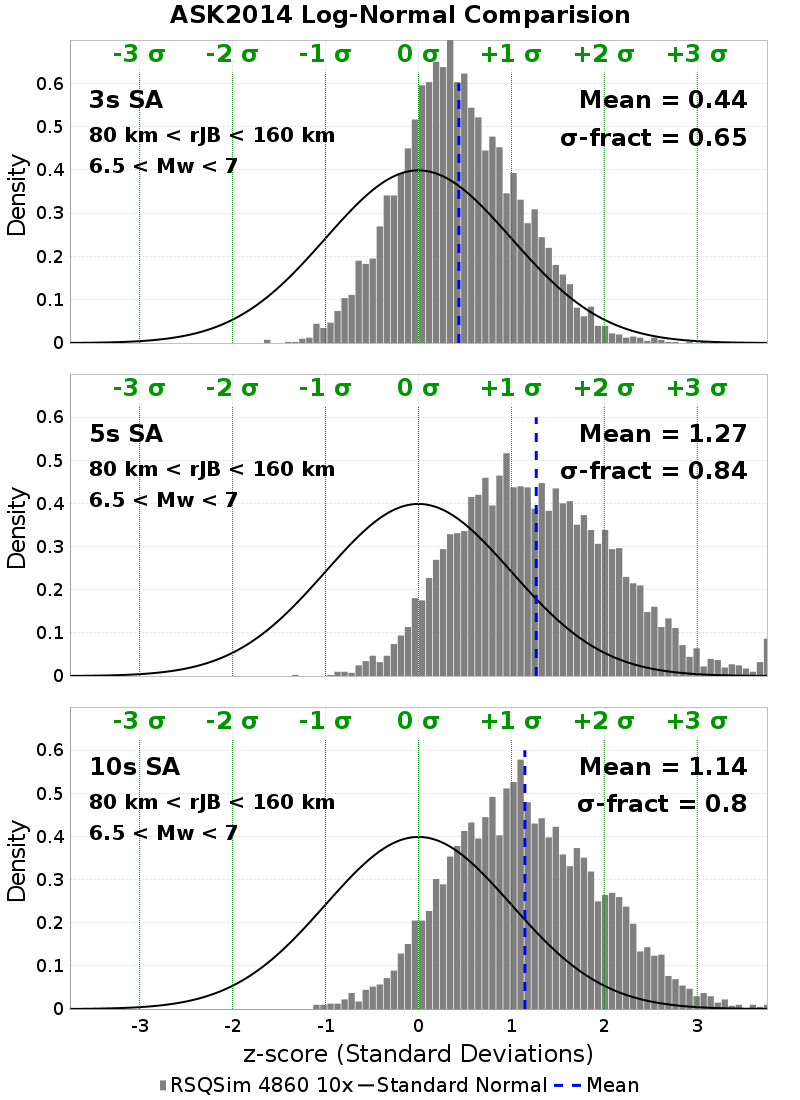 ASK2014 Log-Normal Comparision
-3 σ -2 σ -1 σ 0 σ +1 σ +2 σ +3 σ
3s SA
Mean = 0.44
80 km < rJB < 160 km
σ-fract = 0.65
6.5 < Mw < 7
Density
0.6
0.5
0.4
0.3
0.2
0.1
0
-3 σ -2 σ -1 σ 0 σ +1 σ +2 σ +3 σ
5s SA
Mean = 1.27
80 km < rJB < 160 km
σ-fract = 0.84
6.5 < Mw < 7
Density
0.6
0.5
0.4
0.3
0.2
0.1
0
-3 σ -2 σ -1 σ 0 σ +1 σ +2 σ +3 σ
10s SA
Mean = 1.14
80 km < rJB < 160 km
σ-fract = 0.8
6.5 < Mw < 7
Density
0.6
0.5
0.4
0.3
0.2
0.1
0
-3 -2 -1 0 1 2 3
z-score (Standard Deviations)
RSQSim 4860 10x Standard Normal Mean